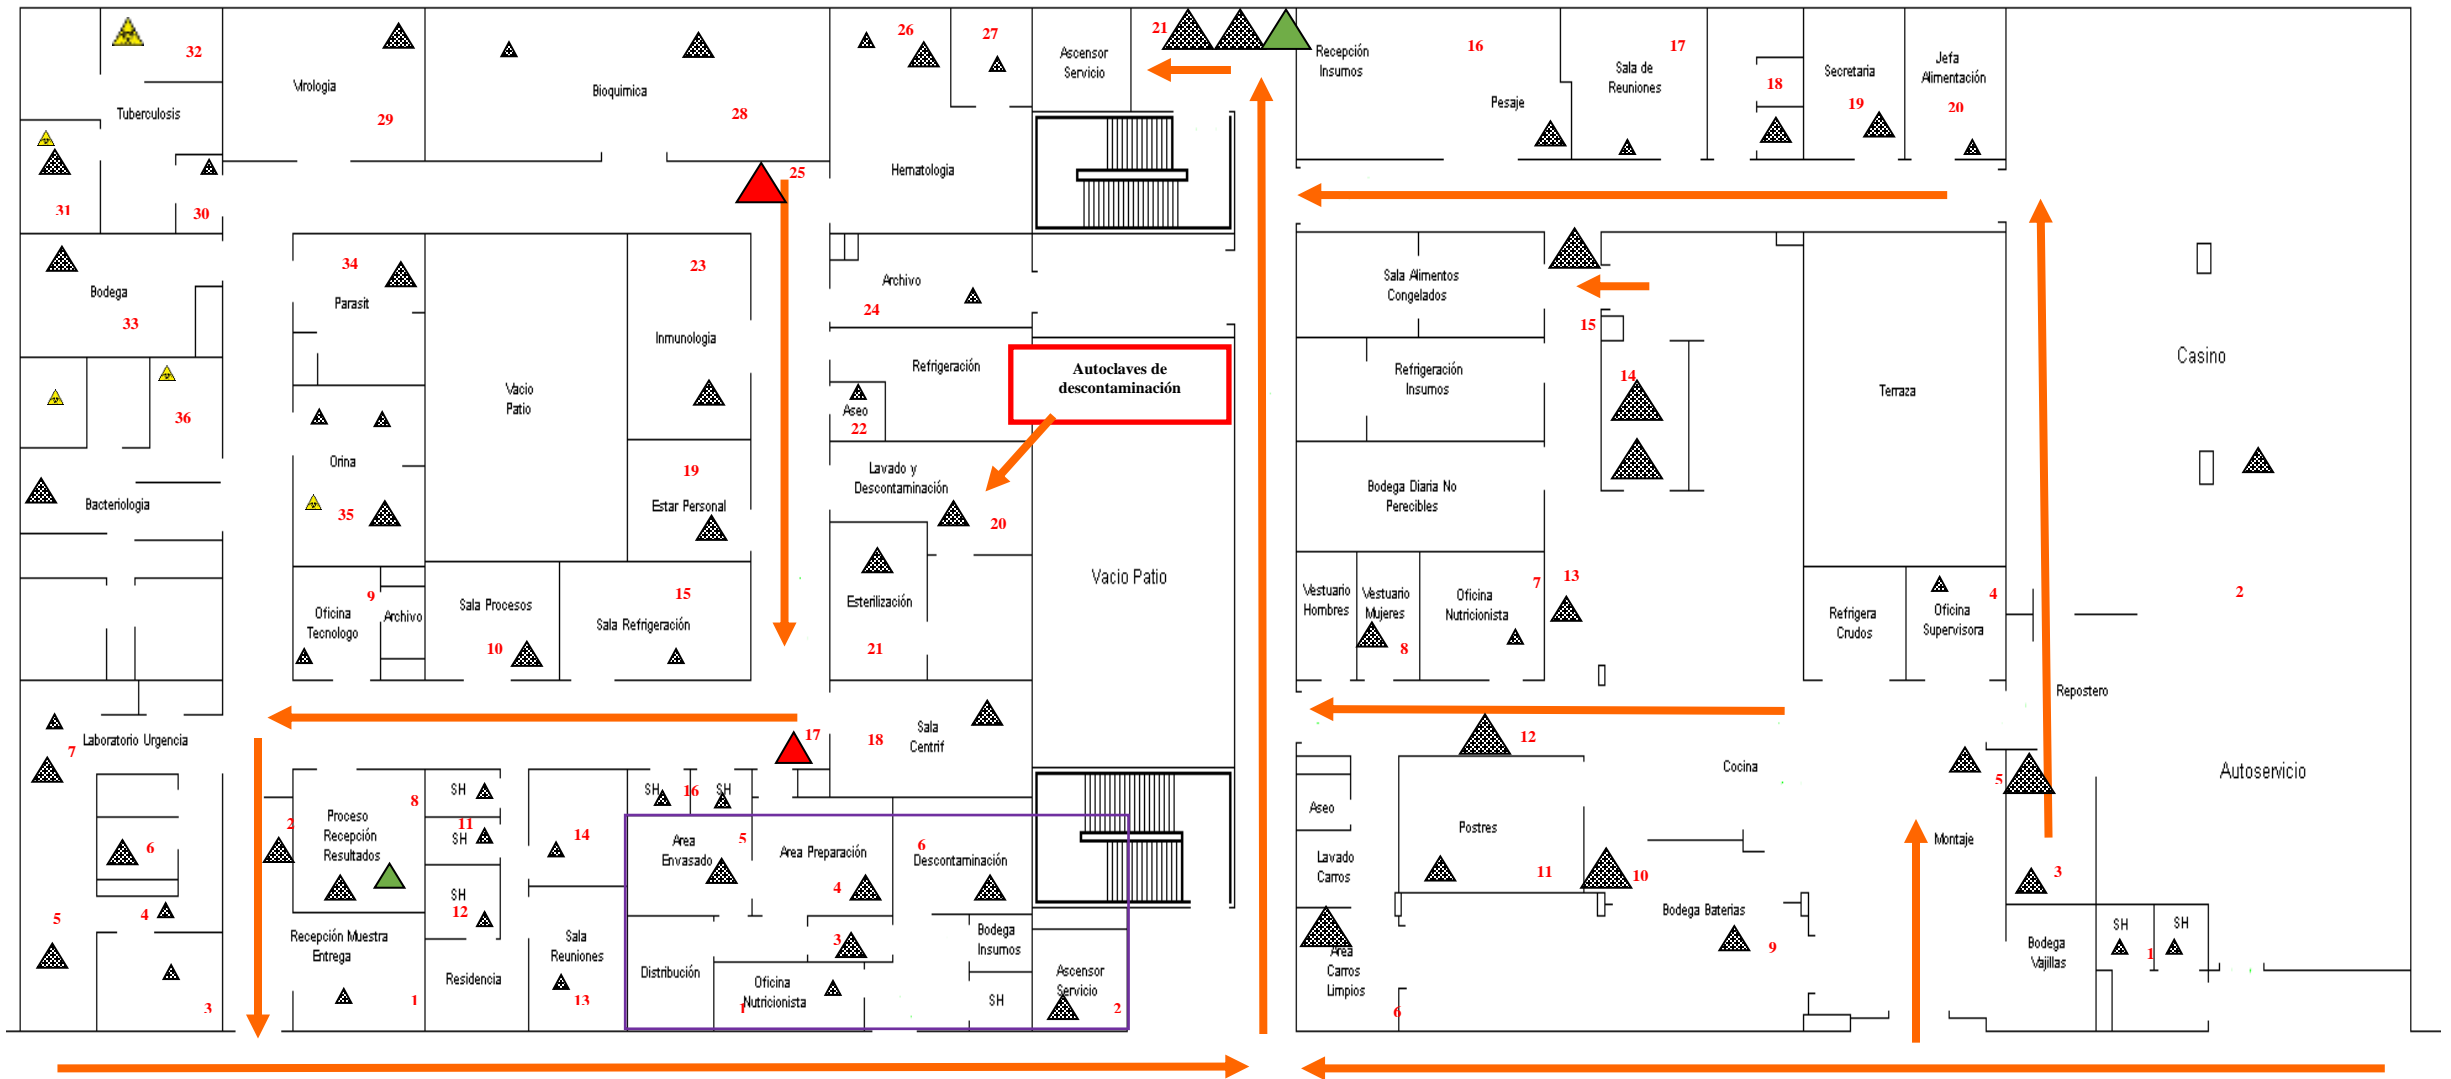 32
Tuberculosis
31
30
Virologia
29
Bioquimica
28
26
27
Hematologia
25
Ascensor
Servicio
21
Recepción
Insumos
16
Pesaje
17
Sala de
Reuniones
18
Secretaria
19
Jefa
Alimentación
20
Bodega
33
34
Parasit
23
Inmunologia
Archivo
24
Refrigeración
Autoclaves de
descontaminación
Aseo
22
Sala Alimentos
Congelados
15
Refrigeración
Insumos
14
Terraza
Casino
36
Vacio
Patio
Orina
35
Bacteriologia
19
Estar Personal
Lavado y
Descontaminación
20
Bodega Diaria No
Perecibles
Vacio Patio
Esterilización
21
9
Oficina
Tecnologo
Archivo
Sala Procesos
10
15
Sala Refrigeración
Vestuario
Hombres
Vestuario
Mujeres
8
Oficina
Nutricionista
7
13
Refrigera
Crudos
Oficina
Supervisora
4
2
Repostero
Laboratorio Urgencia
7
17
18
Sala
Centrif
12
Cocina
5
Autoservicio
6
5
4
3
2
Proceso
Recepción
Resultados
8
SH
11
SH
SH
12
14
SH
16
SH
Area
Envasado
5
Area Preparación
4
6
Descontaminación
Aseo
Postres
11
10
Lavado
Carros
Bodega Baterias
9
Montaje
3
Recepción Muestra
Entrega
1
Residencia
Sala
Reuniones
13
Distribución
3
Oficina
Nutricionista
1
Bodega
Insumos
SH
Ascensor
Servicio
2
Area
Carros
Limpios
6
Bodega
Vajillas
SH
SH
1